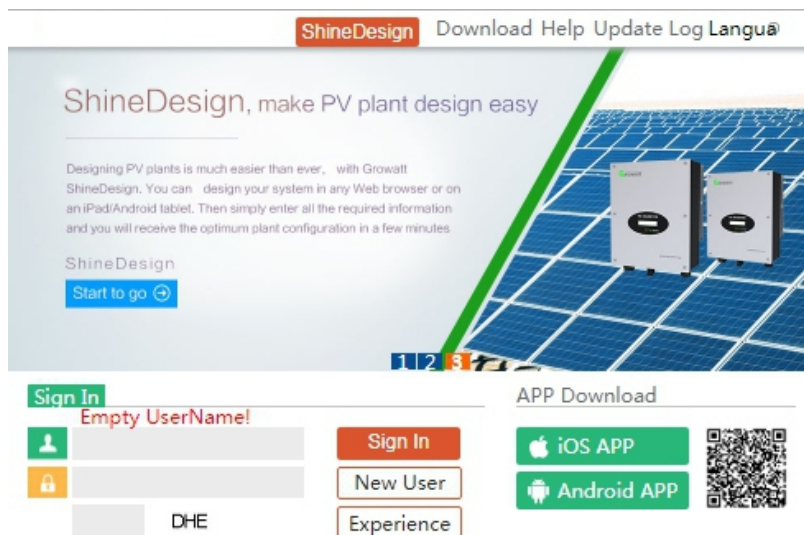 ShineDesign Download Help Update Log Langua
ShineDesign, make PV plant design easy
Designing PV plants is much easier than ever, with Growatt
ShineDesign. You can design your system in any Web browser or on
an iPad/Android tablet. Then simply enter all the required information
and you will receive the optimum plant configuration in a few minutes
ShineDesign
Start to go
Growatt
1 2 3
Sign In
Empty UserName!
Sign In
New User
DHE
Experience
APP Download
iOS APP
Android APP